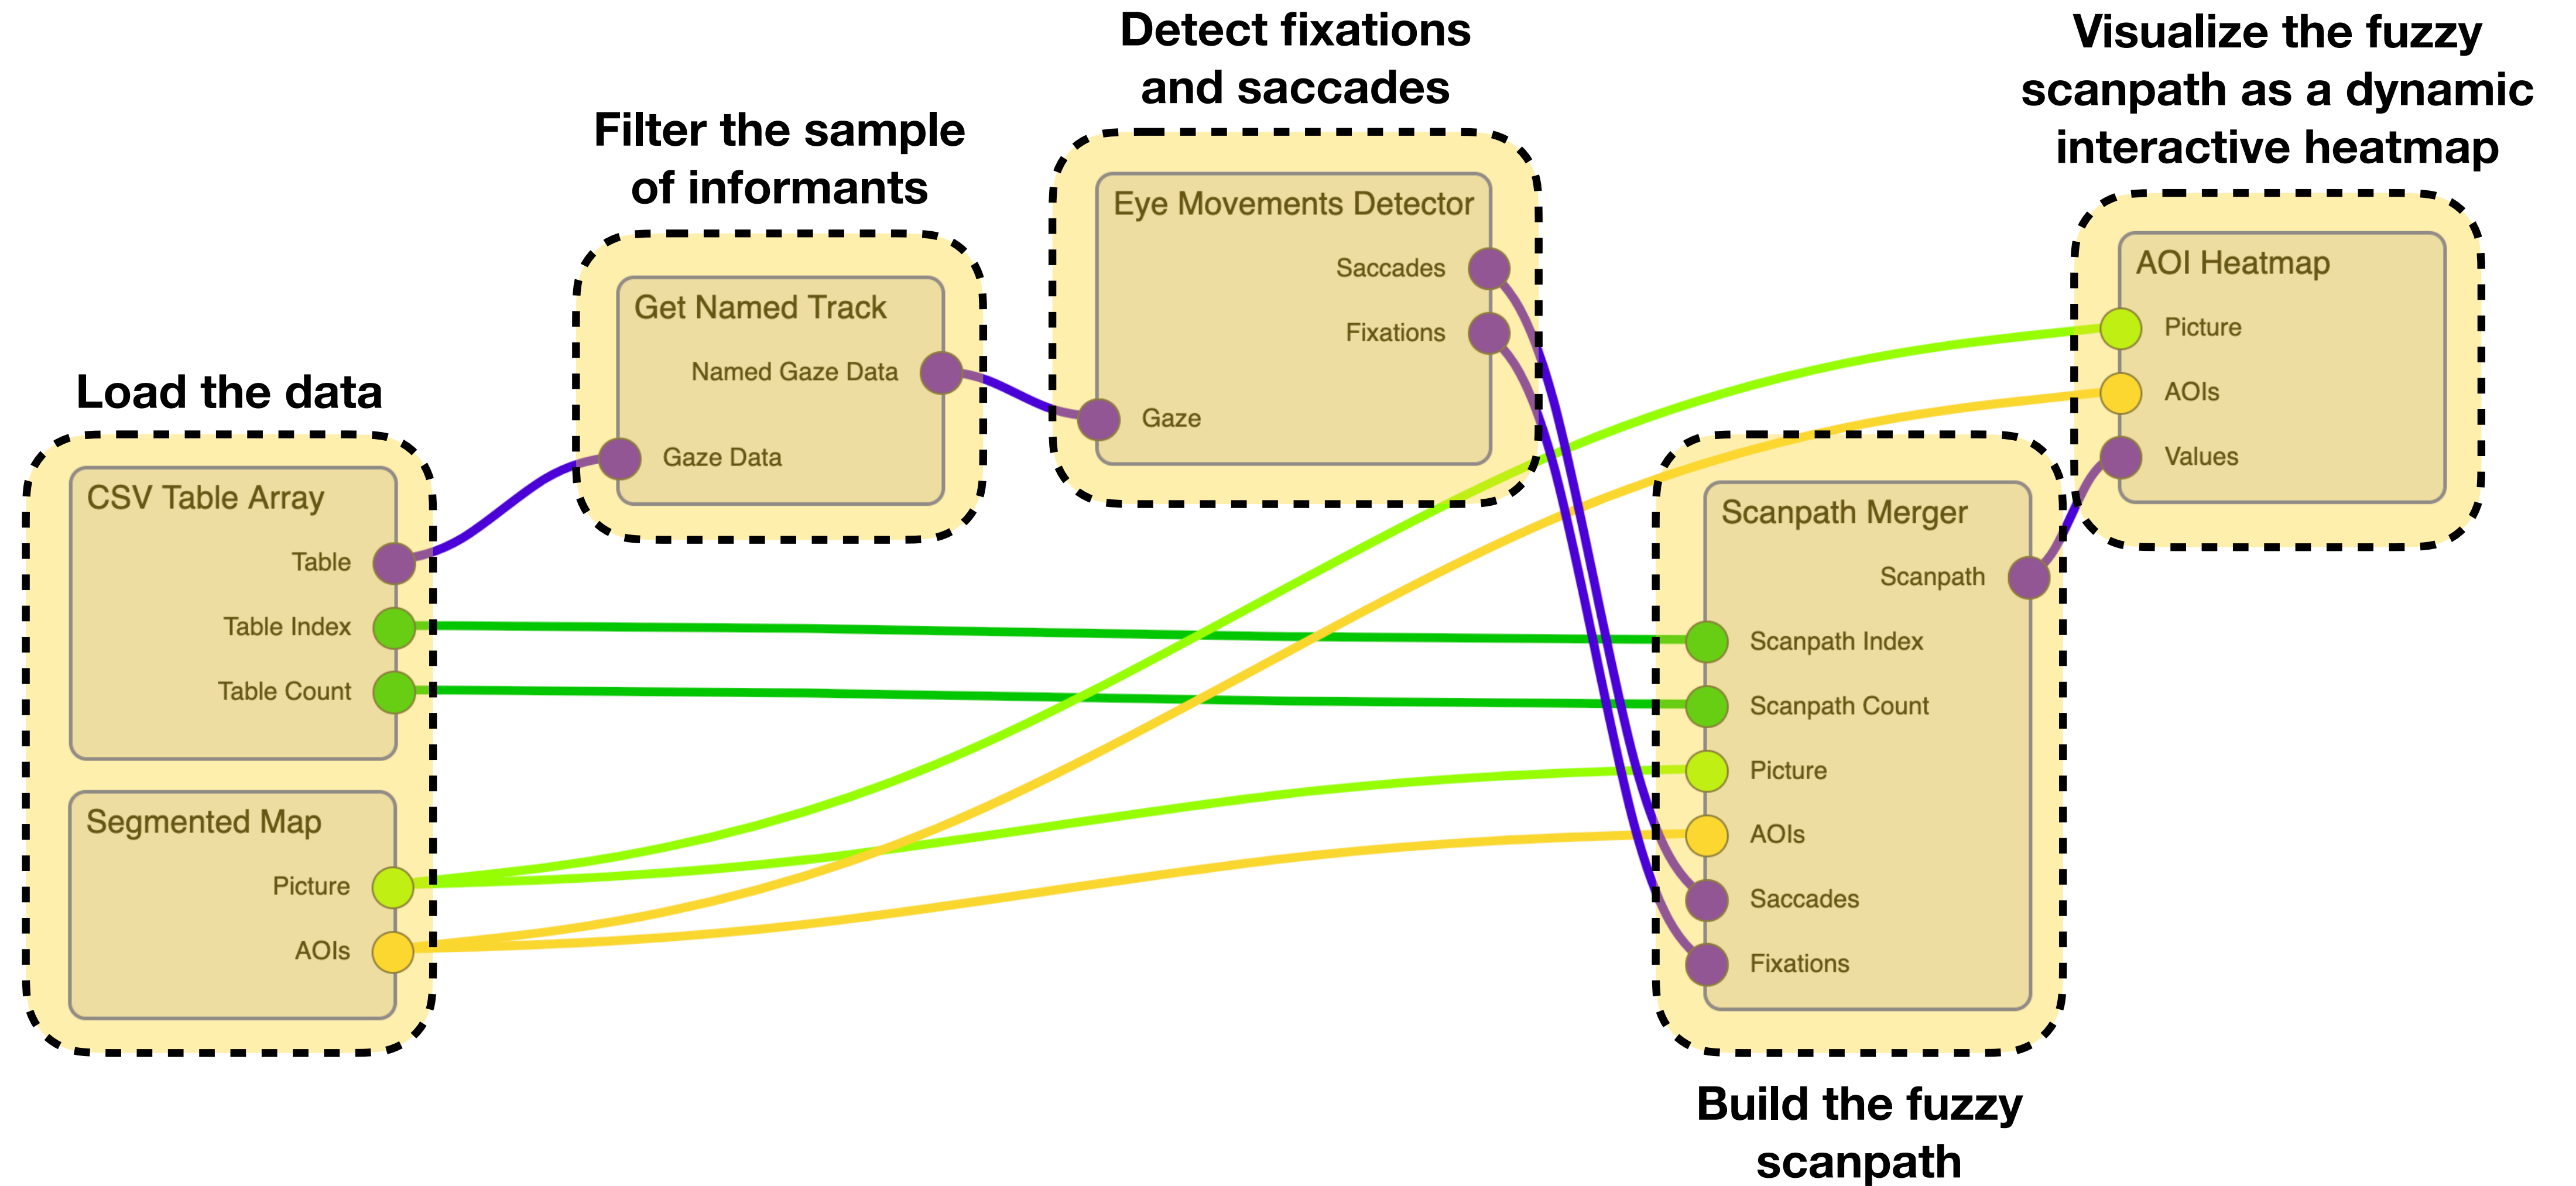 Load the data
CSV Table Array
Table
Table Index
Table Count
Segmented Map
Picture
AOIs
Filter the sample
of informants
Get Named Track
Named Gaze Data
Gaze Data
Detect fixations
and saccades
Eye Movements Detector
Saccades
Fixations
Gaze
Scanpath Merger
Scanpath
Scanpath Index
Scanpath Count
Picture
AOIs
Saccades
Fixations
Build the fuzzy
scanpath
Visualize the fuzzy
scanpath as a dynamic
interactive heatmap
AOI Heatmap
Picture
AOIs
Values